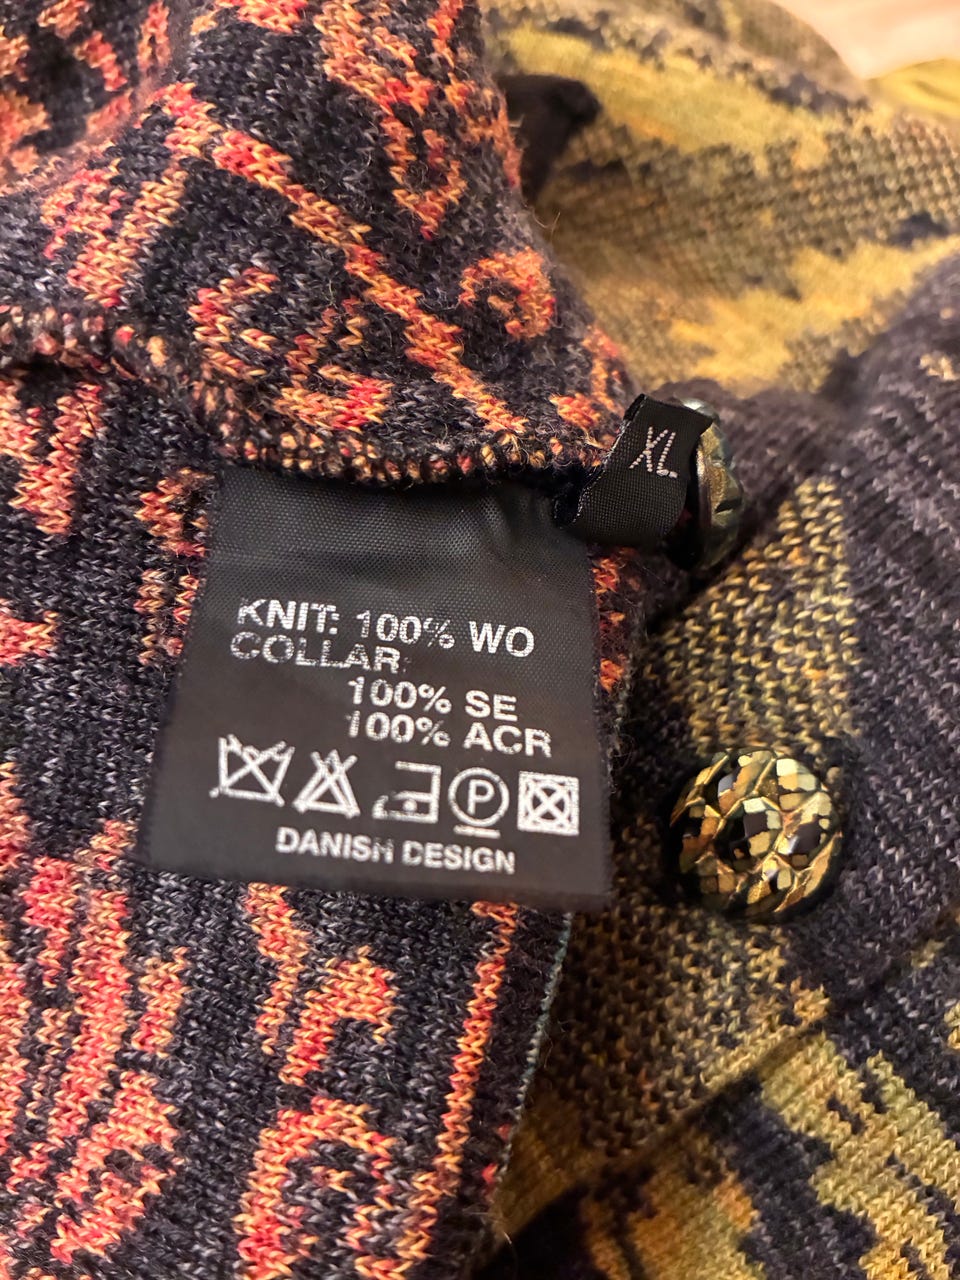 XL
KNIT: 100% WO
COLLAR:
100% SE
100% ACR
P
DANISH DESIGN